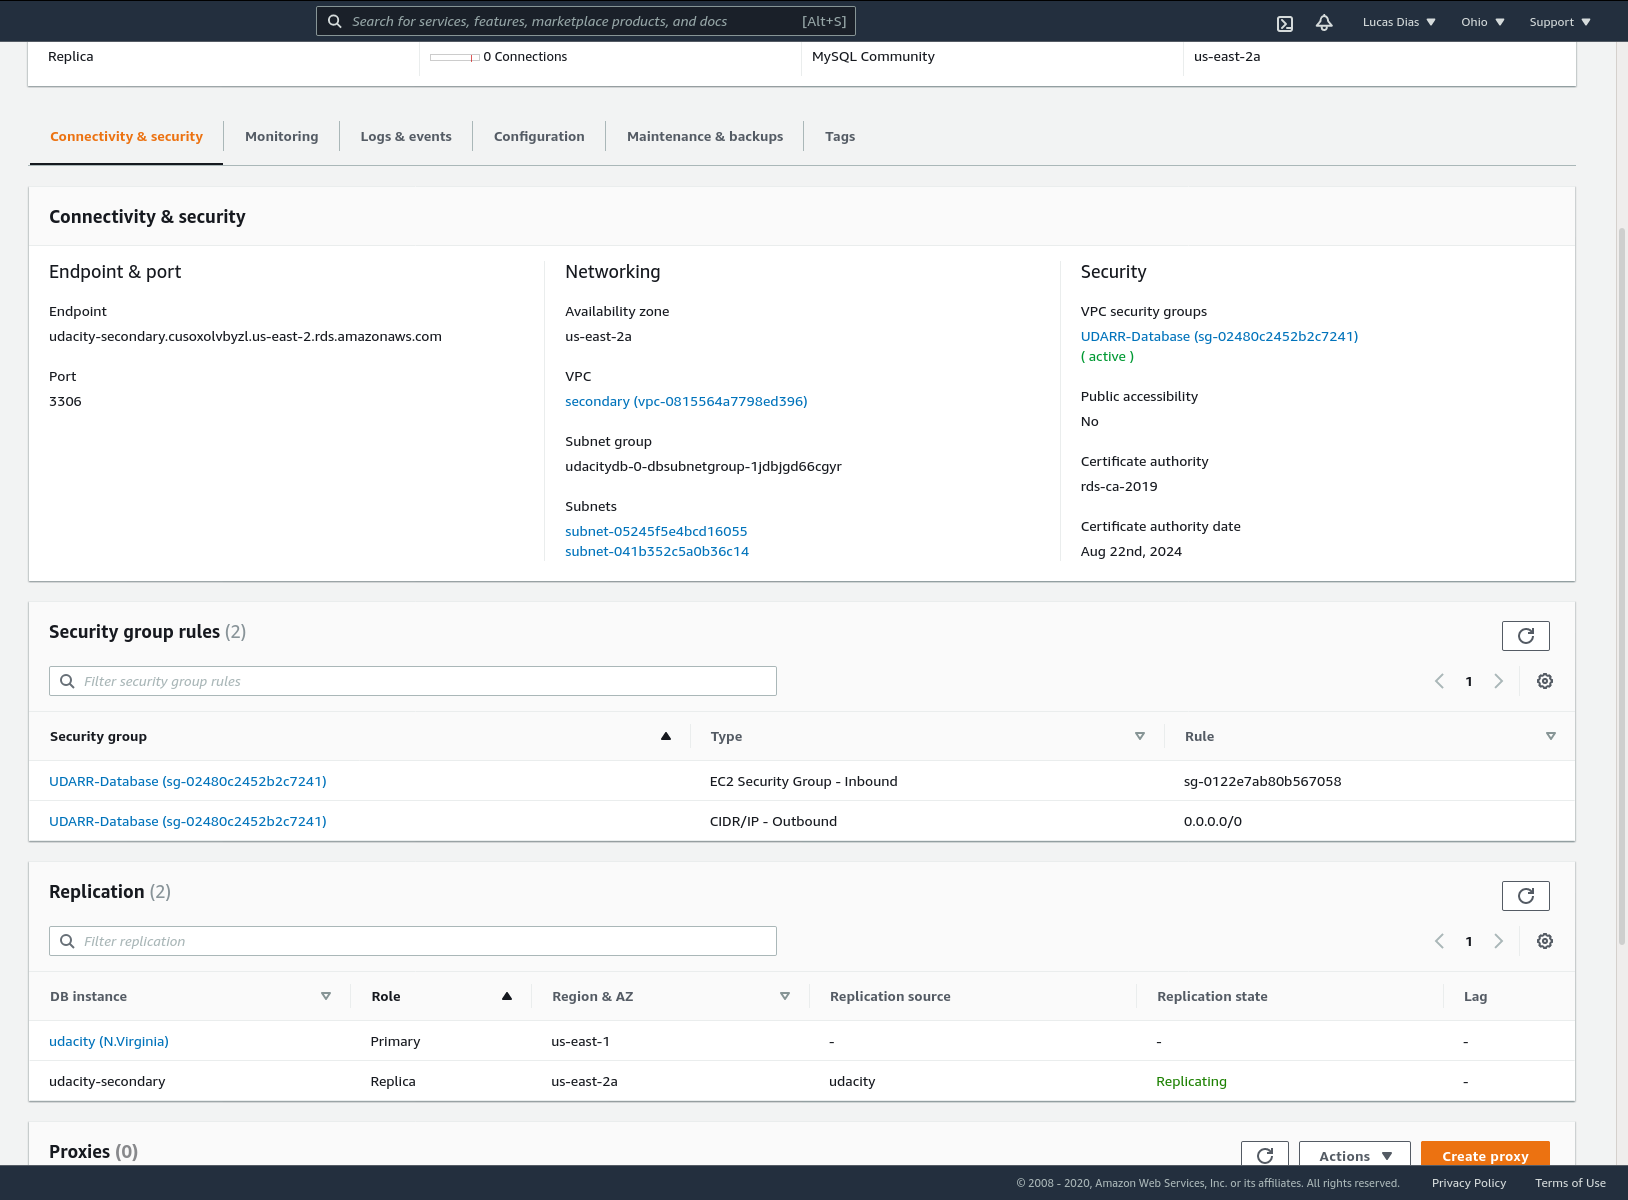 Search for services, features, marketplace products, and docs [Alt+S] Lucas Dias Ohio Support
Replica 0 Connections MySQL Community us-east-2a
Connectivity & security Monitoring Logs & events Configuration Maintenance & backups Tags
Connectivity & security
Endpoint & port
Endpoint
udacity-secondary.cusoxolvbyzl.us-east-2.rds.amazonaws.com
Port
3306
Networking
Availability zone
us-east-2a
VPC
secondary (vpc-0815564a7798ed396)
Subnet group
udacitydb-0-dbsubnetgroup-1jdbjgd66cgyr
Subnets
subnet-05245f5e4bcd16055
subnet-041b352c5a0b36c14
Security
VPC security groups
UDARR-Database (sg-02480c2452b2c7241)
( active )
Public accessibility
No
Certificate authority
rds-ca-2019
Certificate authority date
Aug 22nd, 2024
Security group rules (2)
Filter security group rules 1
Security group Type Rule
UDARR-Database (sg-02480c2452b2c7241) EC2 Security Group - Inbound sg-0122e7ab80b567058
UDARR-Database (sg-02480c2452b2c7241) CIDR/IP - Outbound 0.0.0.0/0
Replication (2)
Filter replication 1
DB instance Role Region & AZ Replication source Replication state Lag
udacity (N.Virginia) Primary us-east-1 - - -
udacity-secondary Replica us-east-2a udacity Replicating -
Proxies (0) Actions Create proxy
© 2008 - 2020, Amazon Web Services, Inc. or its affiliates. All rights reserved. Privacy Policy Terms of Use